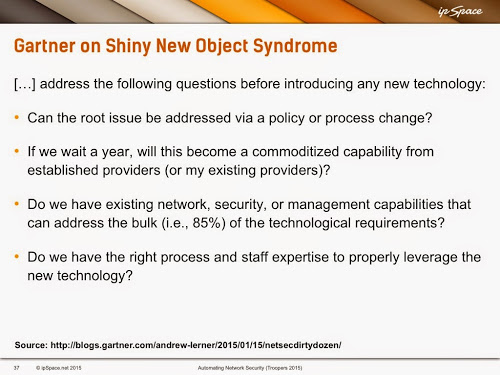 ip Space
Gartner on Shiny New Object Syndrome
[…] address the following questions before introducing any new technology:
• Can the root issue be addressed via a policy or process change?
• If we wait a year, will this become a commoditized capability from
established providers (or my existing providers)?
• Do we have existing network, security, or management capabilities that
can address the bulk (i.e., 85%) of the technological requirements?
• Do we have the right process and staff expertise to properly leverage the
new technology?
Source: http://blogs.gartner.com/andrew-lerner/2015/01/15/netsecdirtydozen/
37 © ipSpace.net 2015 Automating Network Security (Troopers 2015)